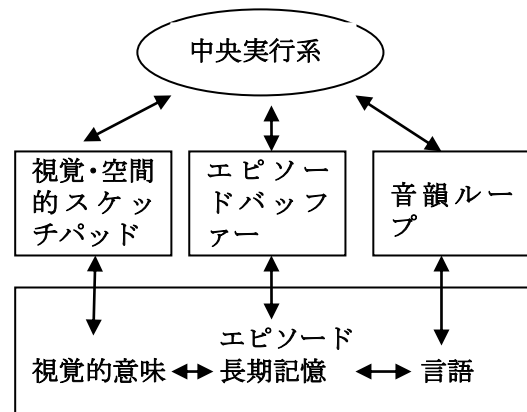 中央実行系
視覚・空間
的スケッ
チパッド
エピソー
ドバッフ
ァー
音韻ルー
プ
エピソード
視覚的意味
長期記憶
言語